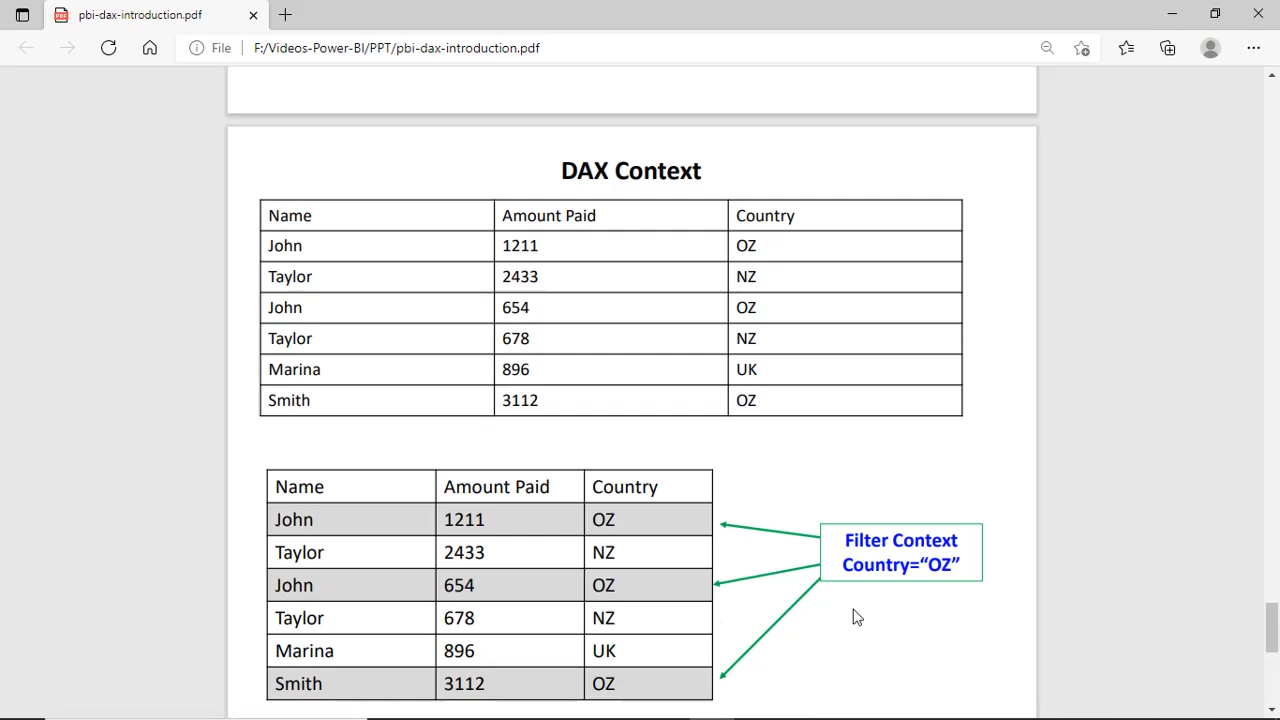 pbi-dax-introduction.pdf
File F:/Videos-Power-BI/PPT/pbi-dax-introduction.pdf
DAX Context
Name Amount Paid Country
John 1211 OZ
Taylor 2433 NZ
John 654 OZ
Taylor 678 NZ
Marina 896 UK
Smith 3112 OZ
Name Amount Paid Country
John 1211 OZ
Taylor 2433 NZ
John 654 OZ
Taylor 678 NZ
Marina 896 UK
Smith 3112 OZ
Filter Context
Country=“OZ”